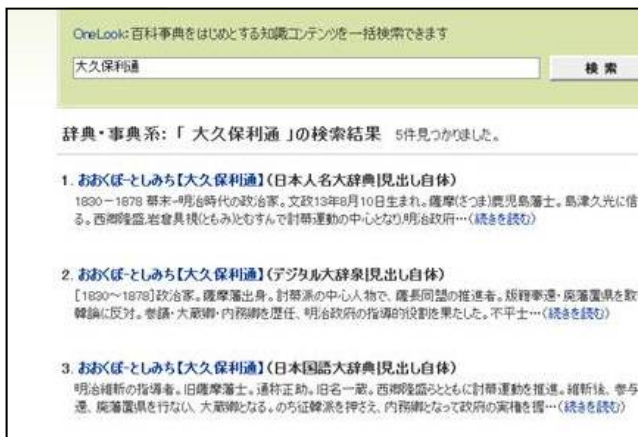 OneLook:百科事典をはじめとする知識コンテンツを一括検索できます
大久保利通
検 索
辞典・事典系:「 大久保利通 」の検索結果 5件見つかりました。
1. おおくぼ‐としみち【大久保利通】(日本人名大辞典|見出し自体)
1830－1878 幕末-明治時代の政治家。文政13年8月10日生まれ。薩摩(さつま)鹿児島藩士。島津久光に信
る。西郷隆盛,岩倉具視(ともみ)とむすんで討幕運動の中心となり,明治政府…(続きを読む)
2. おおくぼ‐としみち【大久保利通】(デジタル大辞泉|見出し自体)
[1830～1878]政治家。薩摩藩出身。討幕派の中心人物で、薩長同盟の推進者。版籍奉還・廃藩置県を取
韓論に反対。参議・大蔵卿・内務卿を歴任、明治政府の指導的役割を果たした。不平士…(続きを読む)
3. おおくぼ‐としみち【大久保利通】(日本国語大辞典|見出し自体)
明治維新の指導者。旧薩摩藩士。通称正助。旧名一蔵。西郷隆盛らとともに討幕運動を推進。維新後、参与
還、廃藩置県を行ない、大蔵卿となる。のち征韓派を押さえ、内務卿となって政府の実権を握…(続きを読む)